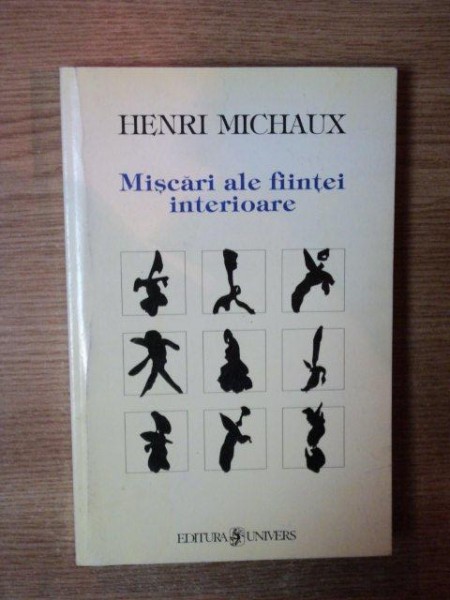 HENRI MICHAUX
Mișcări ale ființei
interioare
EDITURA UNIVERS